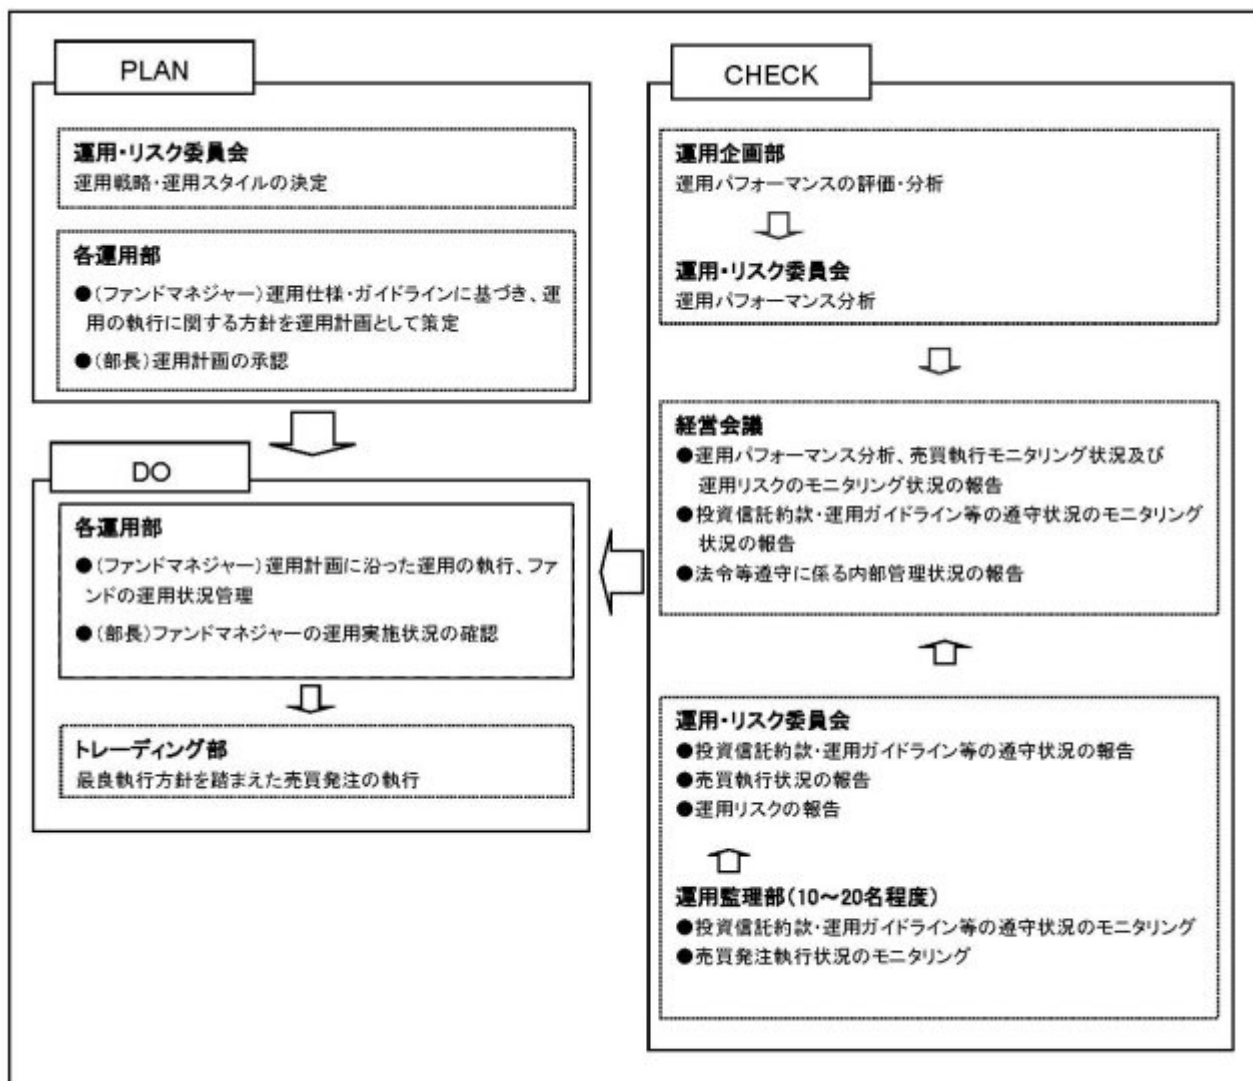 PLAN
運用・リスク委員会
運用戦略・運用スタイルの決定
各運用部
●(ファンドマネジャー)運用仕様・ガイドラインに基づき、運
用の執行に関する方針を運用計画として策定
●(部長)運用計画の承認
DO
各運用部
●(ファンドマネジャー)運用計画に沿った運用の執行、ファ
ンドの運用状況管理
●(部長)ファンドマネジャーの運用実施状況の確認
トレーディング部
最良執行方針を踏まえた売買発注の執行
CHECK
運用企画部
運用パフォーマンスの評価・分析
運用・リスク委員会
運用パフォーマンス分析
経営会議
●運用パフォーマンス分析、売買執行モニタリング状況及び
運用リスクのモニタリング状況の報告
●投資信託約款・運用ガイドライン等の遵守状況のモニタリング
状況の報告
●法令等遵守に係る内部管理状況の報告
運用・リスク委員会
●投資信託約款・運用ガイドライン等の遵守状況の報告
●売買執行状況の報告
●運用リスクの報告
運用監理部(10～20名程度)
●投資信託約款・運用ガイドライン等の遵守状況のモニタリング
●売買発注執行状況のモニタリング